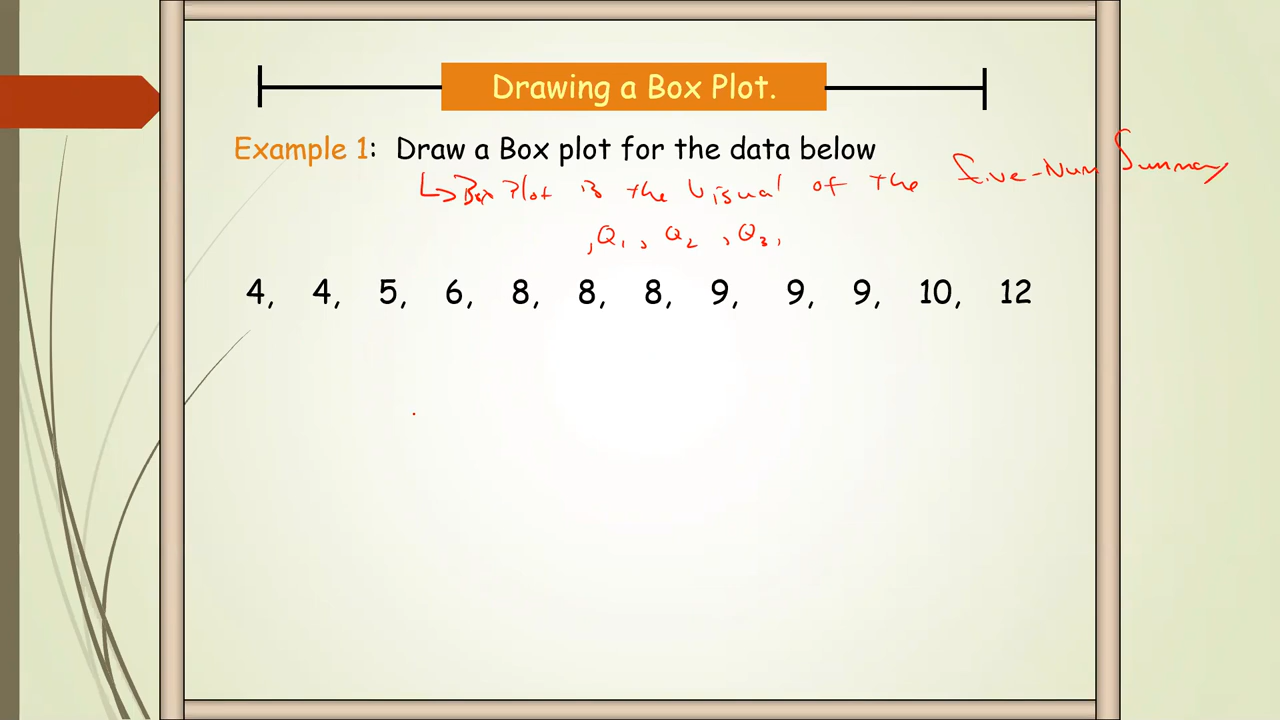 Drawing a Box Plot.
Example 1: Draw a Box plot for the data below
Box Plot is the Visual of the five-Num Summary
, Q1, Q2, Q3,
4, 4, 5, 6, 8, 8, 8, 9, 9, 9, 10, 12